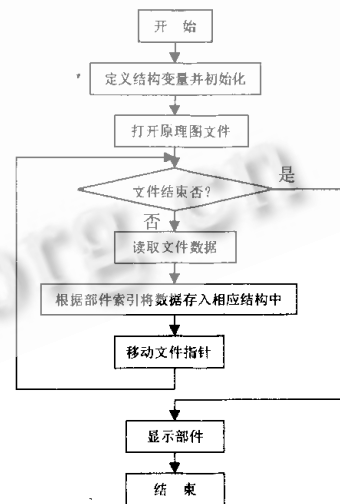 开 始
定义结构变量并初始化
打开原理图文件
文件结束否?
是
否
读取文件数据
根据部件索引将数据存入相应结构中
移动文件指针
显示部件
结 束